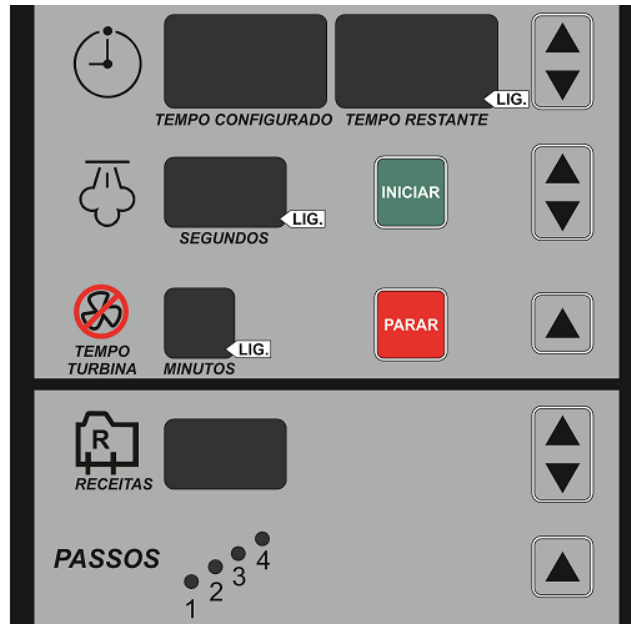 LIG.
TEMPO CONFIGURADO TEMPO RESTANTE
INICIAR
LIG.
SEGUNDOS
PARAR
LIG.
TEMPO
TURBINA MINUTOS
R
RECEITAS
PASSOS
1 2 3 4